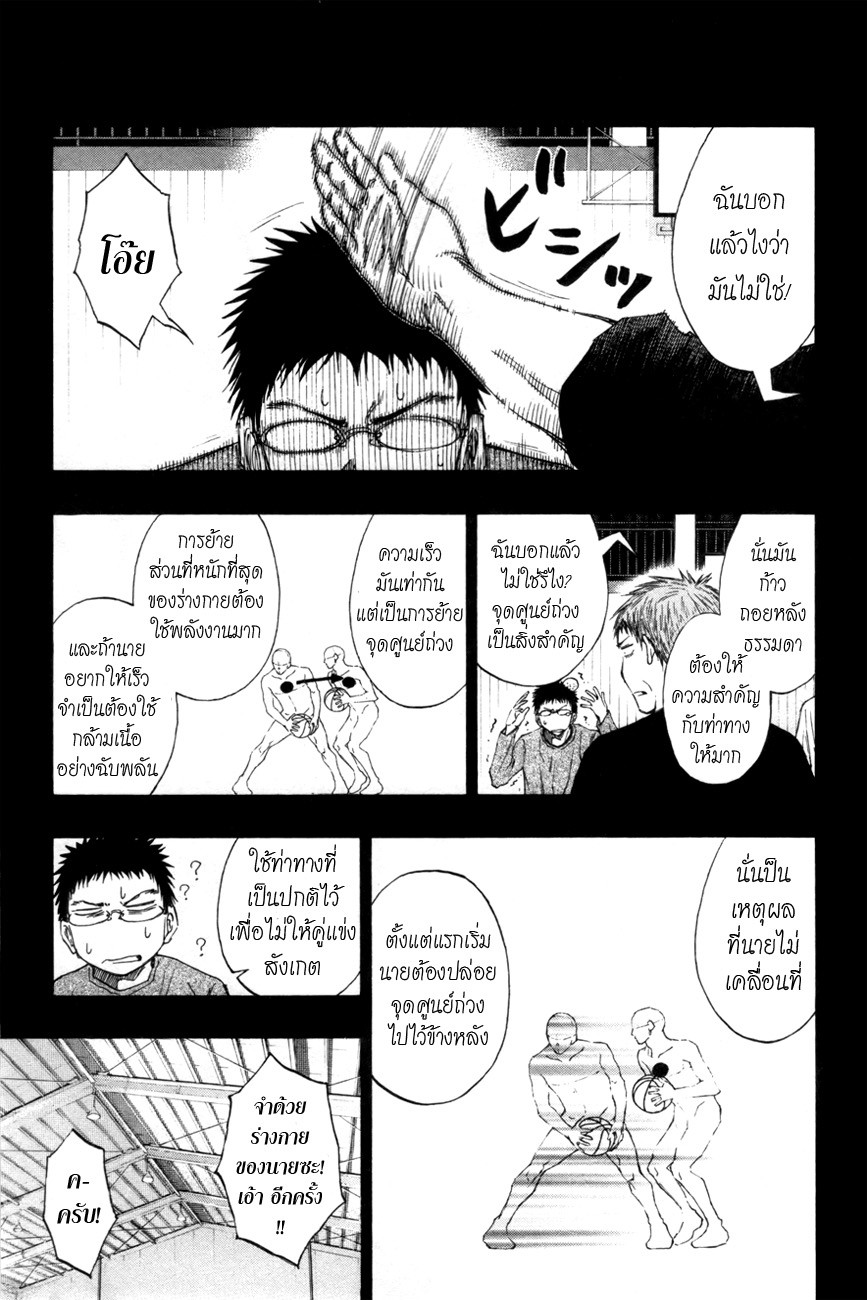 ฉันบอก
แล้วไงว่า
มันไม่ใช่!
ビシッ
โอ๊ย
นั่นมัน
ก้าว
ถอยหลัง
ธรรมดา
ต้องให้
ความสำคัญ
กับท่าทาง
ให้มาก
ฉันบอกแล้ว
ไม่ใช่รึไง?
จุดศูนย์ถ่วง
เป็นสิ่งสำคัญ
ความเร็ว
มันเท่ากัน
แต่เป็นการย้าย
จุดศูนย์ถ่วง
การย้าย
ส่วนที่หนักที่สุด
ของร่างกายต้อง
ใช้พลังงานมาก
และถ้านาย
อยากให้เร็ว
จำเป็นต้องใช้
กล้ามเนื้อ
อย่างฉับพลัน
นั่นป็น
เหตุผล
ที่นายไม่
เคลื่อนที่
ตั้งแต่แรกเริ่ม
นายต้องปล่อย
จุดศูนย์ถ่วง
ไปไว้ข้างหลัง
ใช้ท่าทางที่
เป็นปกติไว้
เพื่อไม่ให้คู่แข่ง
สังเกต
?
?
?
จำด้วย
ร่างกาย
ของนายซะ!
เอ้า อีกครั้ง
!!
ค-
ครับ!